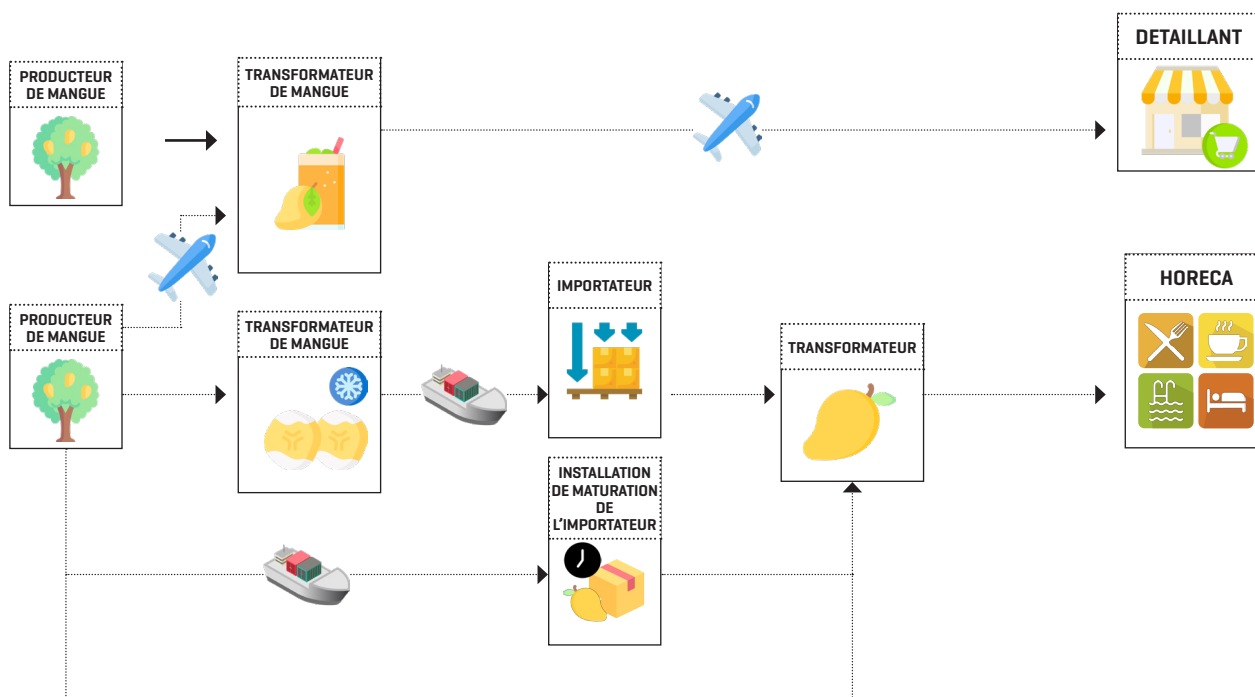 DETAILLANT
PRODUCTEUR
DE MANGUE
TRANSFORMATEUR
DE MANGUE
HORECA
IMPORTATEUR
PRODUCTEUR
DE MANGUE
TRANSFORMATEUR
DE MANGUE
TRANSFORMATEUR
INSTALLATION
DE MATURATION
DE
L'IMPORTATEUR